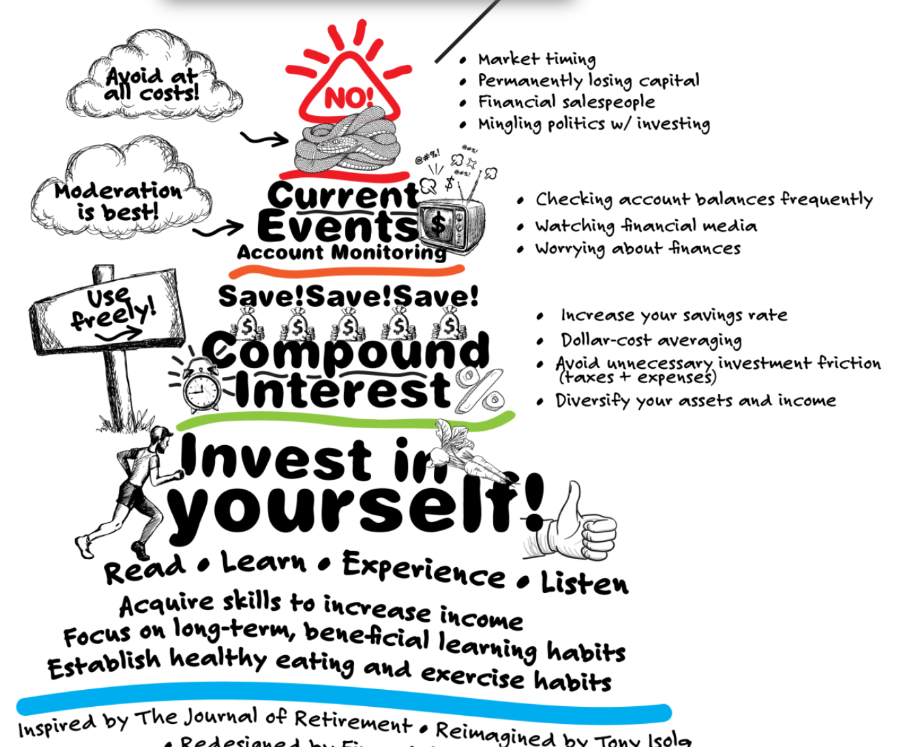 Avoid at
all costs!
NO!
• Market timing
• Permanently losing capital
• Financial salespeople
• Mingling politics w/ investing
Moderation
is best!
@#%!
@#%!
$
@#%!
$
Current
Events
Account Monitoring
• Checking account balances frequently
• Watching financial media
• Worrying about finances
Use
freely!
Save!Save!Save!
$ $ $ $ $
Compound
Interest %
• Increase your savings rate
• Dollar-cost averaging
• Avoid unnecessary investment friction
(taxes + expenses)
• Diversify your assets and income
Invest in
yourself!
Read • Learn • Experience • Listen
Acquire skills to increase income
Focus on long-term, beneficial learning habits
Establish healthy eating and exercise habits
Inspired by The Journal of Retirement • Reimagined by Tony Isola
• Redesigned by